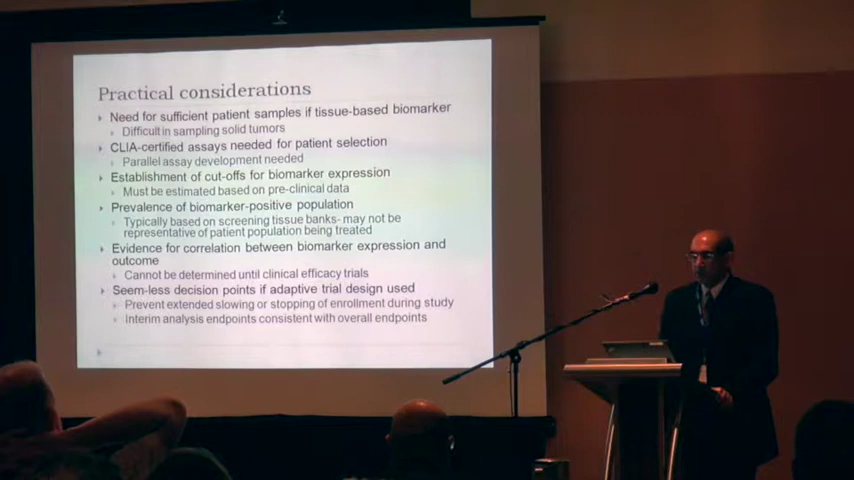 Practical considerations
Need for sufficient patient samples if tissue-based biomarker
Difficult in sampling solid tumors
CLIA-certified assays needed for patient selection
Parallel assay development needed
Establishment of cut-offs for biomarker expression
Must be estimated based on pre-clinical data
Prevalence of biomarker-positive population
Typically based on screening tissue banks- may not be
representative of patient population being treated
Evidence for correlation between biomarker expression and
outcome
Cannot be determined until clinical efficacy trials
Seem-less decision points if adaptive trial design used
Prevent extended slowing or stopping of enrollment during study
Interim analysis endpoints consistent with overall endpoints